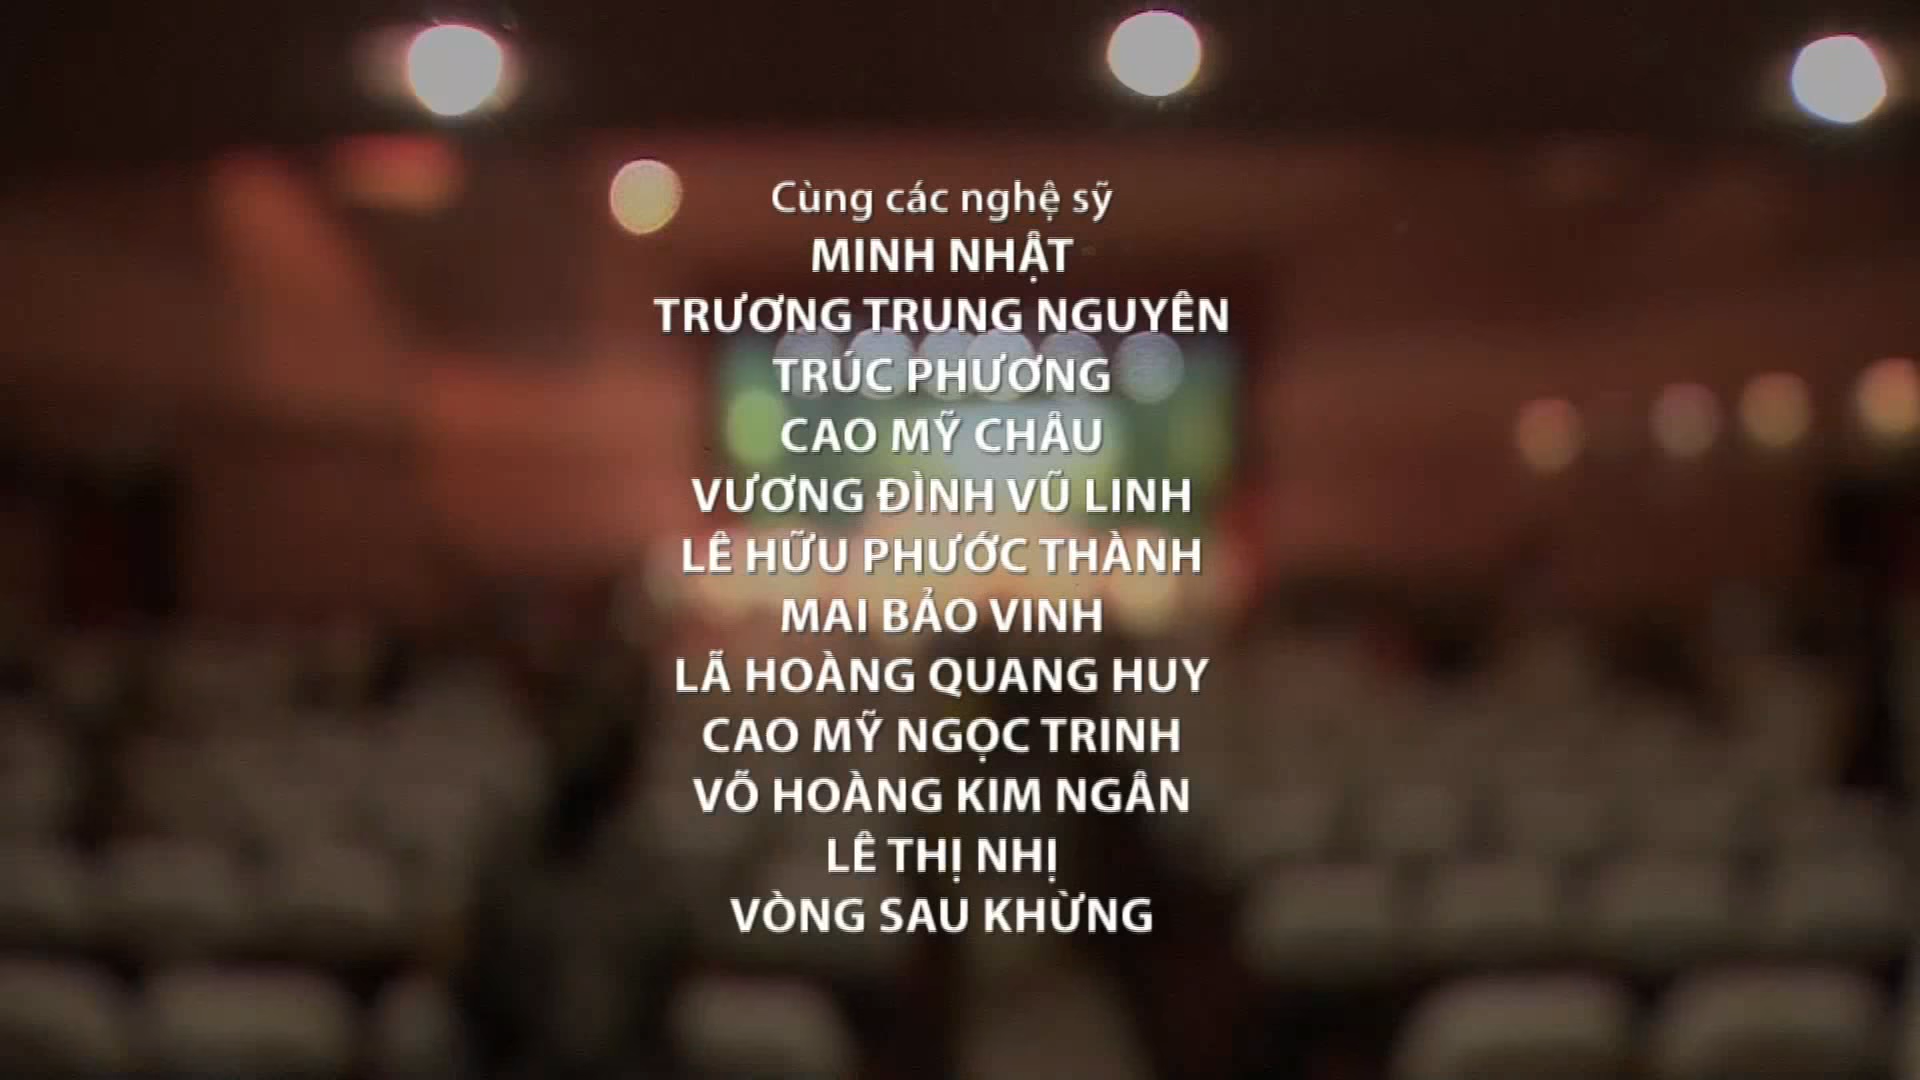 Cùng các nghệ sỹ
MINH NHẬT
TRƯƠNG TRUNG NGUYÊN
TRÚC PHƯƠNG
CAO MỸ CHÂU
VƯƠNG ĐÌNH VŨ LINH
LÊ HỮU PHƯỚC THÀNH
MAI BẢO VINH
LÃ HOÀNG QUANG HUY
CAO MỸ NGỌC TRINH
VÕ HOÀNG KIM NGÂN
LÊ THỊ NHỊ
VÒNG SAU KHỪNG